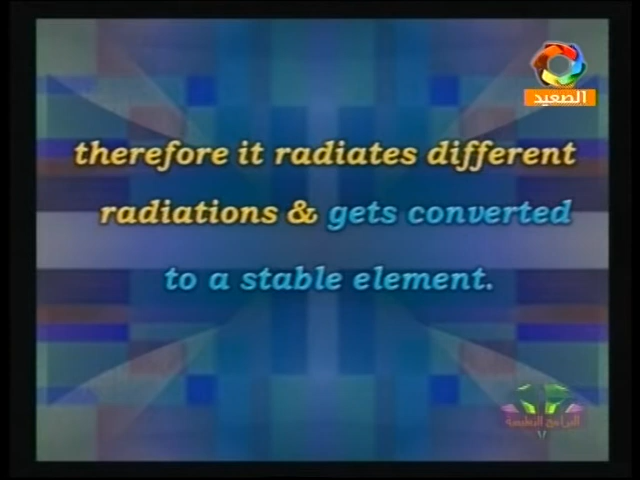 الصعيد
therefore it radiates different
radiations & gets converted
to a stable element.
البرامج التعليمية